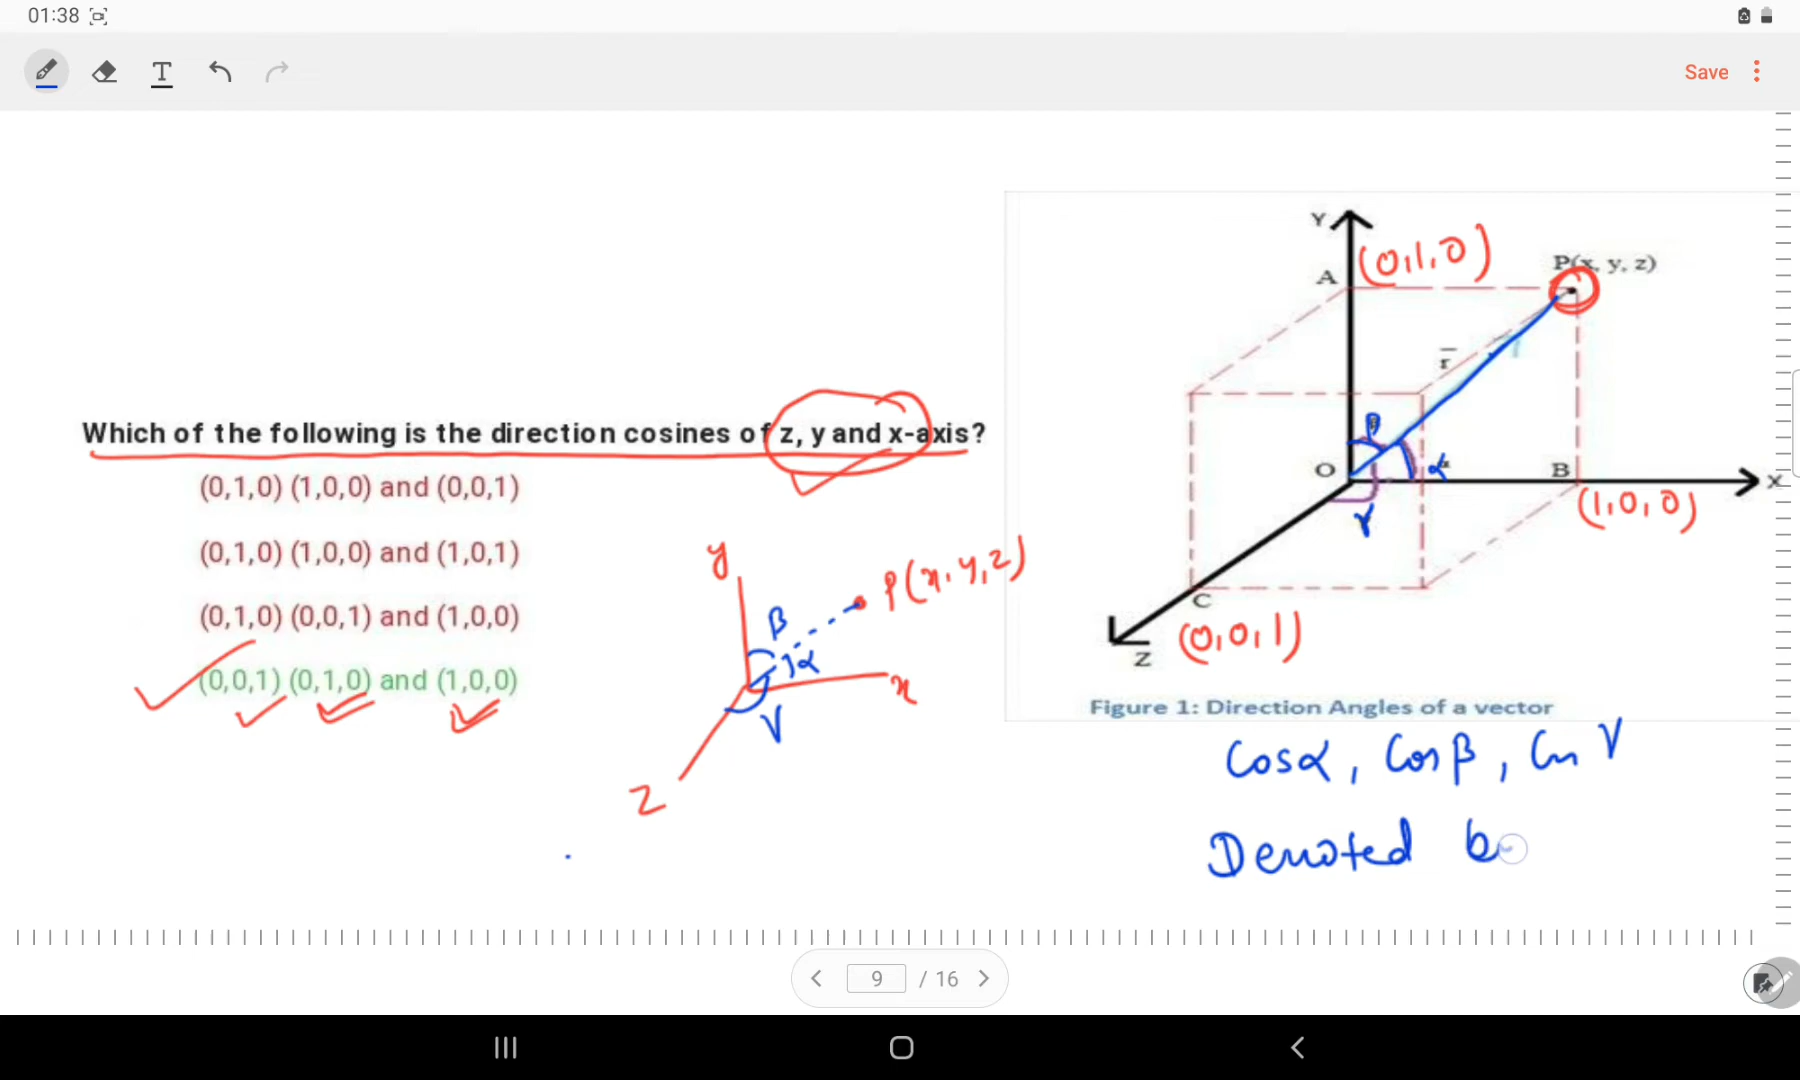 01:38
T
Save
Which of the following is the direction cosines of z, y and x-axis?
(0,1,0) (1,0,0) and (0,0,1)
(0,1,0) (1,0,0) and (1,0,1)
(0,1,0) (0,0,1) and (1,0,0)
(0,0,1) (0,1,0) and (1,0,0)
y
P(x,y,z)
β
α
x
γ
z
Y
(0,1,0)
P(x, y, z)
A
r
β
O
α
B
X
(1,0,0)
γ
C
(0,0,1)
Z
Figure 1: Direction Angles of a vector
Cosα, Cosβ, Cos γ
Denoted b
9 / 16